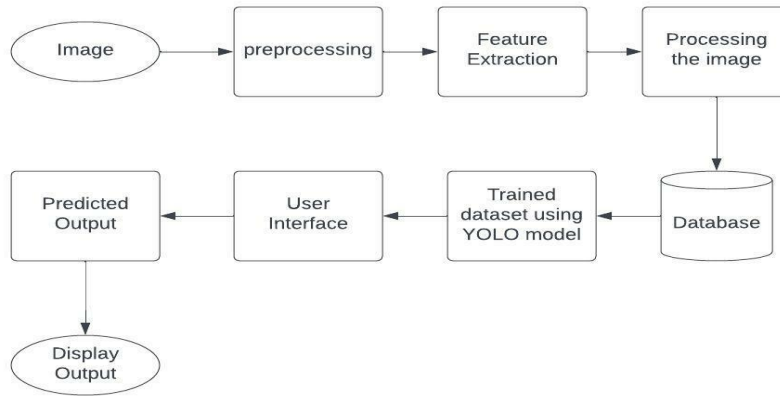 Image
preprocessing
Feature
Extraction
Processing
the image
Database
Trained
dataset using
YOLO model
User
Interface
Predicted
Output
Display
Output